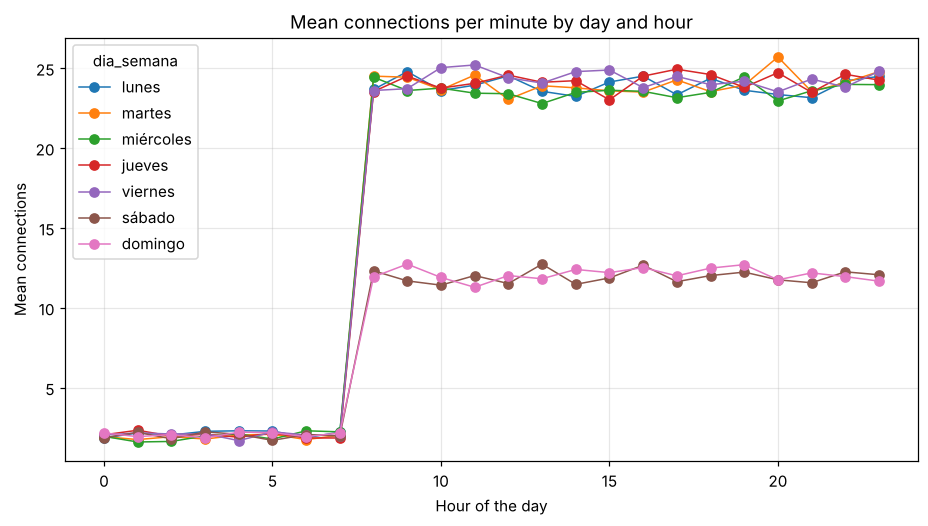 Mean connections per minute by day and hour
dia_semana
lunes
martes
miércoles
jueves
viernes
sábado
domingo
25
20
15
10
5
Mean connections
0
5
10
15
20
Hour of the day